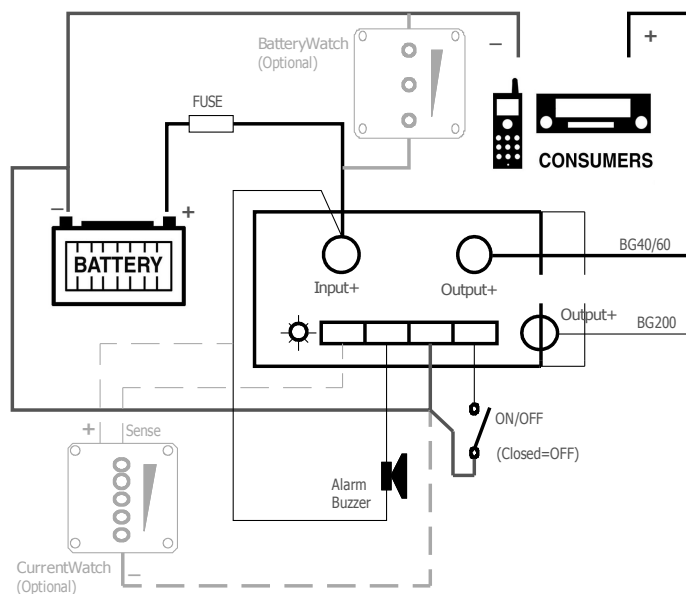 BatteryWatch
(Optional)
−
+
FUSE
CONSUMERS
−
+
BATTERY
BG40/60
Input+
Output+
Output+
BG200
+
Sense
ON/OFF
(Closed=OFF)
Alarm
Buzzer
CurrentWatch
(Optional)
−